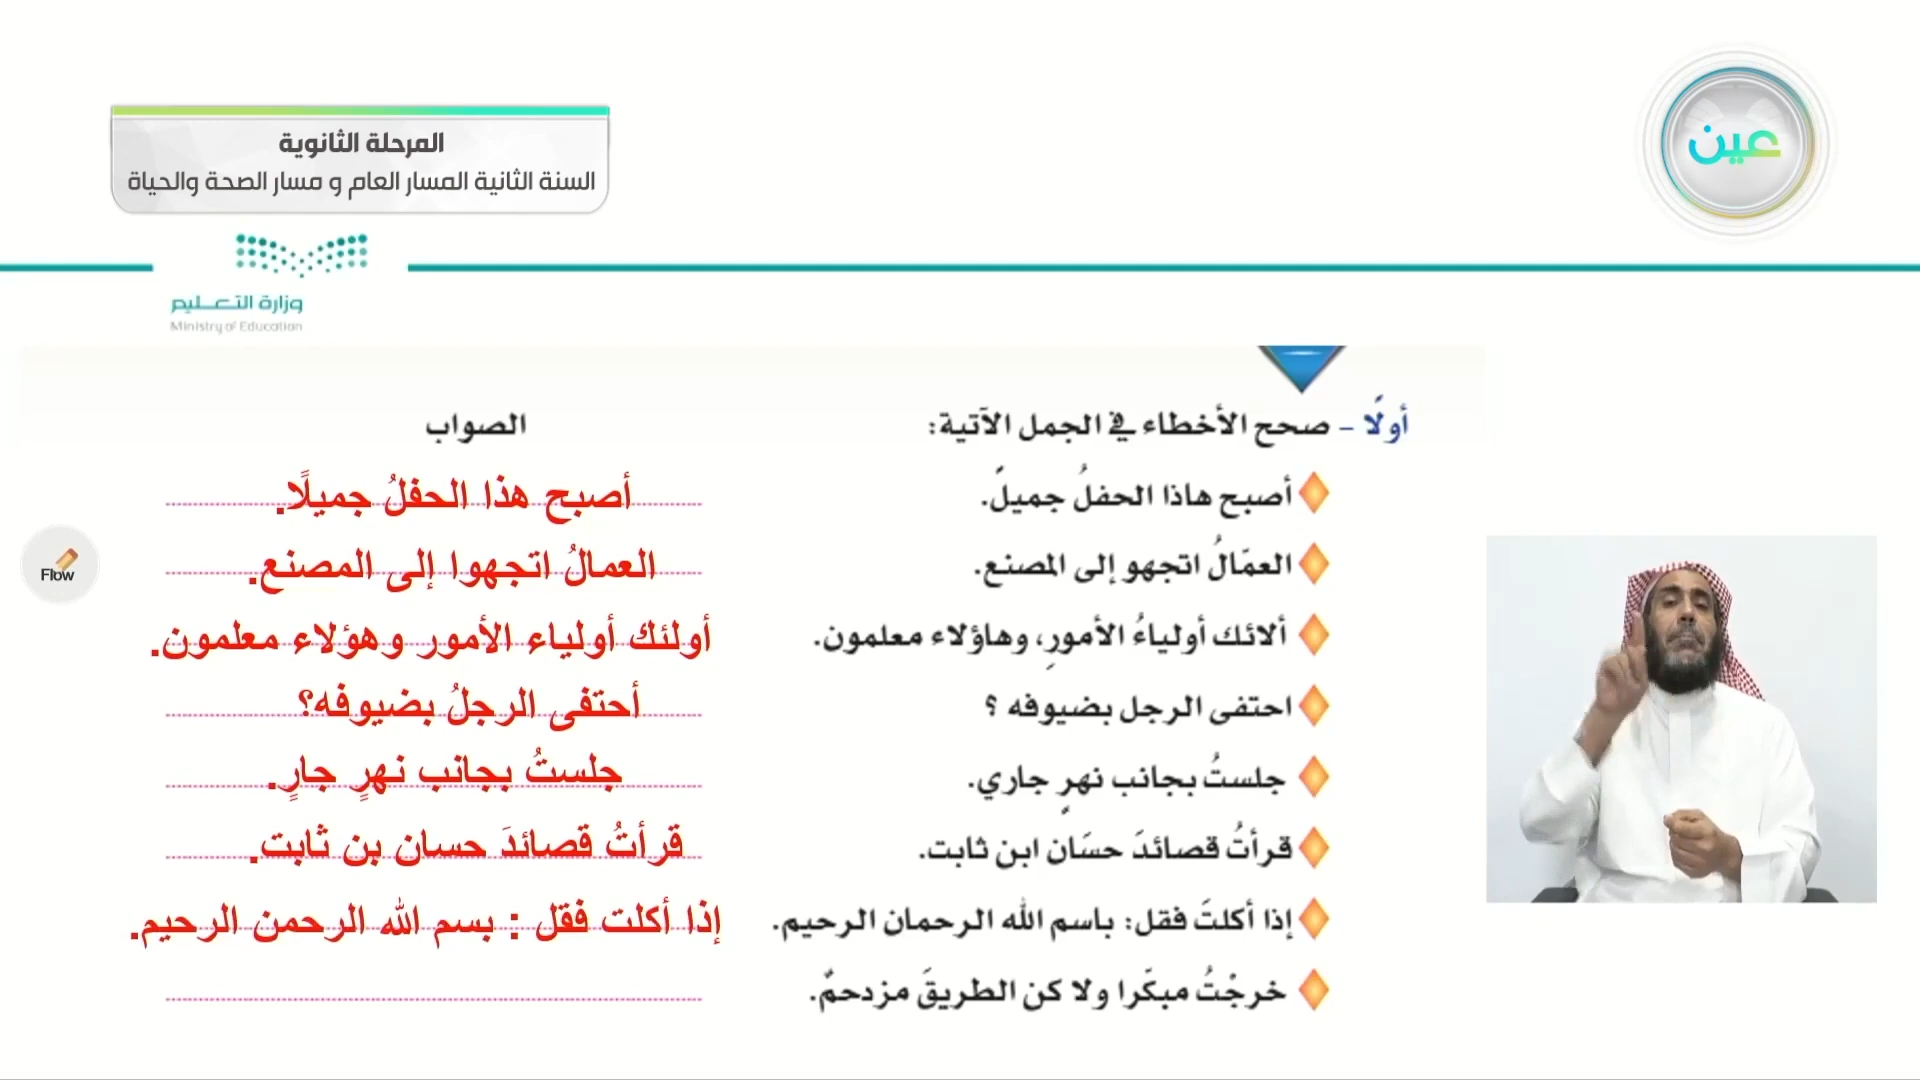 عين
المرحلة الثانوية
السنة الثانية المسار العام و مسار الصحة والحياة
وزارة التعليم
Ministry of Education
أولًا - صحح الأخطاء في الجمل الآتية:
الصواب
أصبح هاذا الحفلُ جميلً.
أصبح هذا الحفلُ جميلًا.
العمّالُ اتجهو إلى المصنع.
العمالُ اتجهوا إلى المصنع.
ألائك أولياءُ الأمورِ، وهاؤلاء معلمون.
أولئك أولياء الأمور وهؤلاء معلمون.
احتفى الرجل بضيوفه ؟
أحتفى الرجلُ بضيوفه؟
جلستُ بجانب نهرٍ جاري.
جلستُ بجانب نهرٍ جارٍ.
قرأتُ قصائدَ حسَان ابن ثابت.
قرأتُ قصائدَ حسان بن ثابت.
إذا أكلتَ فقل: باسم الله الرحمان الرحيم.
إذا أكلت فقل : بسم الله الرحمن الرحيم.
خرجْتُ مبكّرا ولا كن الطريقَ مزدحمٌ.
Flow